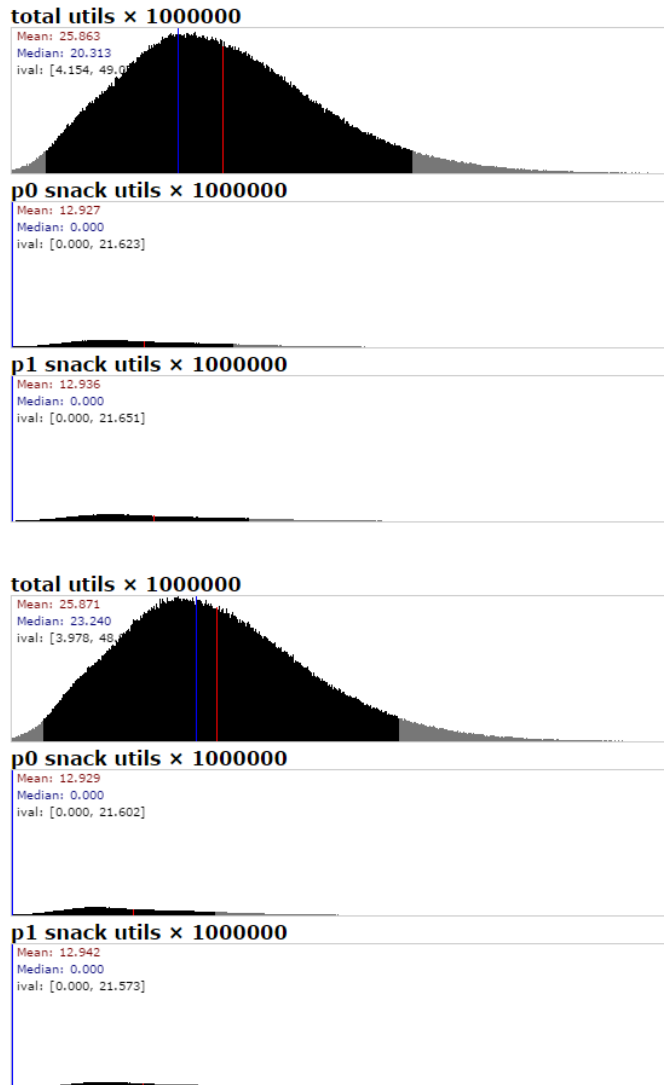 total utils × 1000000
Mean: 25.863
Median: 20.313
ival: [4.154, 49.0
p0 snack utils × 1000000
Mean: 12.927
Median: 0.000
ival: [0.000, 21.623]
p1 snack utils × 1000000
Mean: 12.936
Median: 0.000
ival: [0.000, 21.651]
total utils × 1000000
Mean: 25.871
Median: 23.240
ival: [3.978, 48.
p0 snack utils × 1000000
Mean: 12.929
Median: 0.000
ival: [0.000, 21.602]
p1 snack utils × 1000000
Mean: 12.942
Median: 0.000
ival: [0.000, 21.573]